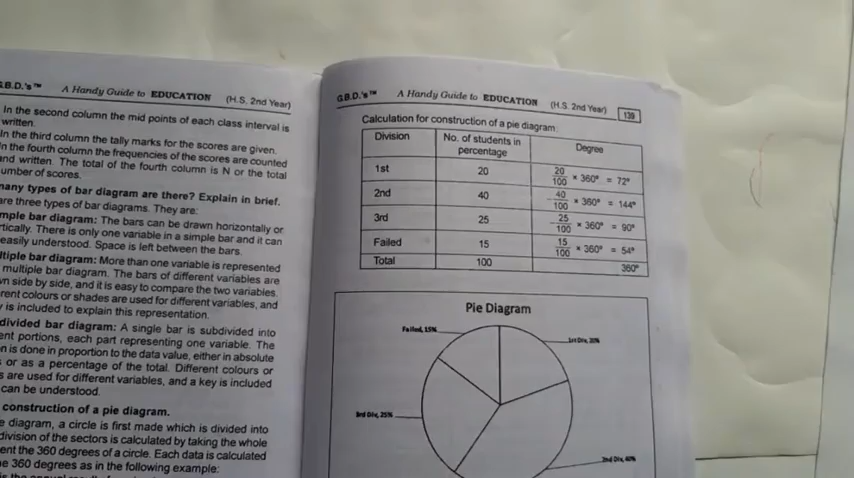 G.B.D.'s™ A Handy Guide to EDUCATION (H.S. 2nd Year)
In the second column the mid points of each class interval is
written.
In the third column the tally marks for the scores are given.
In the fourth column the frequencies of the scores are counted
and written. The total of the fourth column is N or the total
number of scores.
many types of bar diagram are there? Explain in brief.
are three types of bar diagrams. They are:
mple bar diagram: The bars can be drawn horizontally or
rtically. There is only one variable in a simple bar and it can
easily understood. Space is left between the bars.
ltiple bar diagram: More than one variable is represented
multiple bar diagram. The bars of different variables are
wn side by side, and it is easy to compare the two variables.
rent colours or shades are used for different variables, and
y is included to explain this representation.
divided bar diagram: A single bar is subdivided into
ent portions, each part representing one variable. The
n is done in proportion to the data value, either in absolute
or as a percentage of the total. Different colours or
s are used for different variables, and a key is included
can be understood.
construction of a pie diagram.
e diagram, a circle is first made which is divided into
division of the sectors is calculated by taking the whole
ent the 360 degrees of a circle. Each data is calculated
e 360 degrees as in the following example:
G.B.D.'s™ A Handy Guide to EDUCATION (H.S. 2nd Year) 139
Calculation for construction of a pie diagram:
Division No. of students in percentage Degree
1st 20 20/100 × 360° = 72°
2nd 40 40/100 × 360° = 144°
3rd 25 25/100 × 360° = 90°
Failed 15 15/100 × 360° = 54°
Total 100 360°
Pie Diagram
Failed, 15%
1st Div, 20%
3rd Div, 25%
2nd Div, 40%